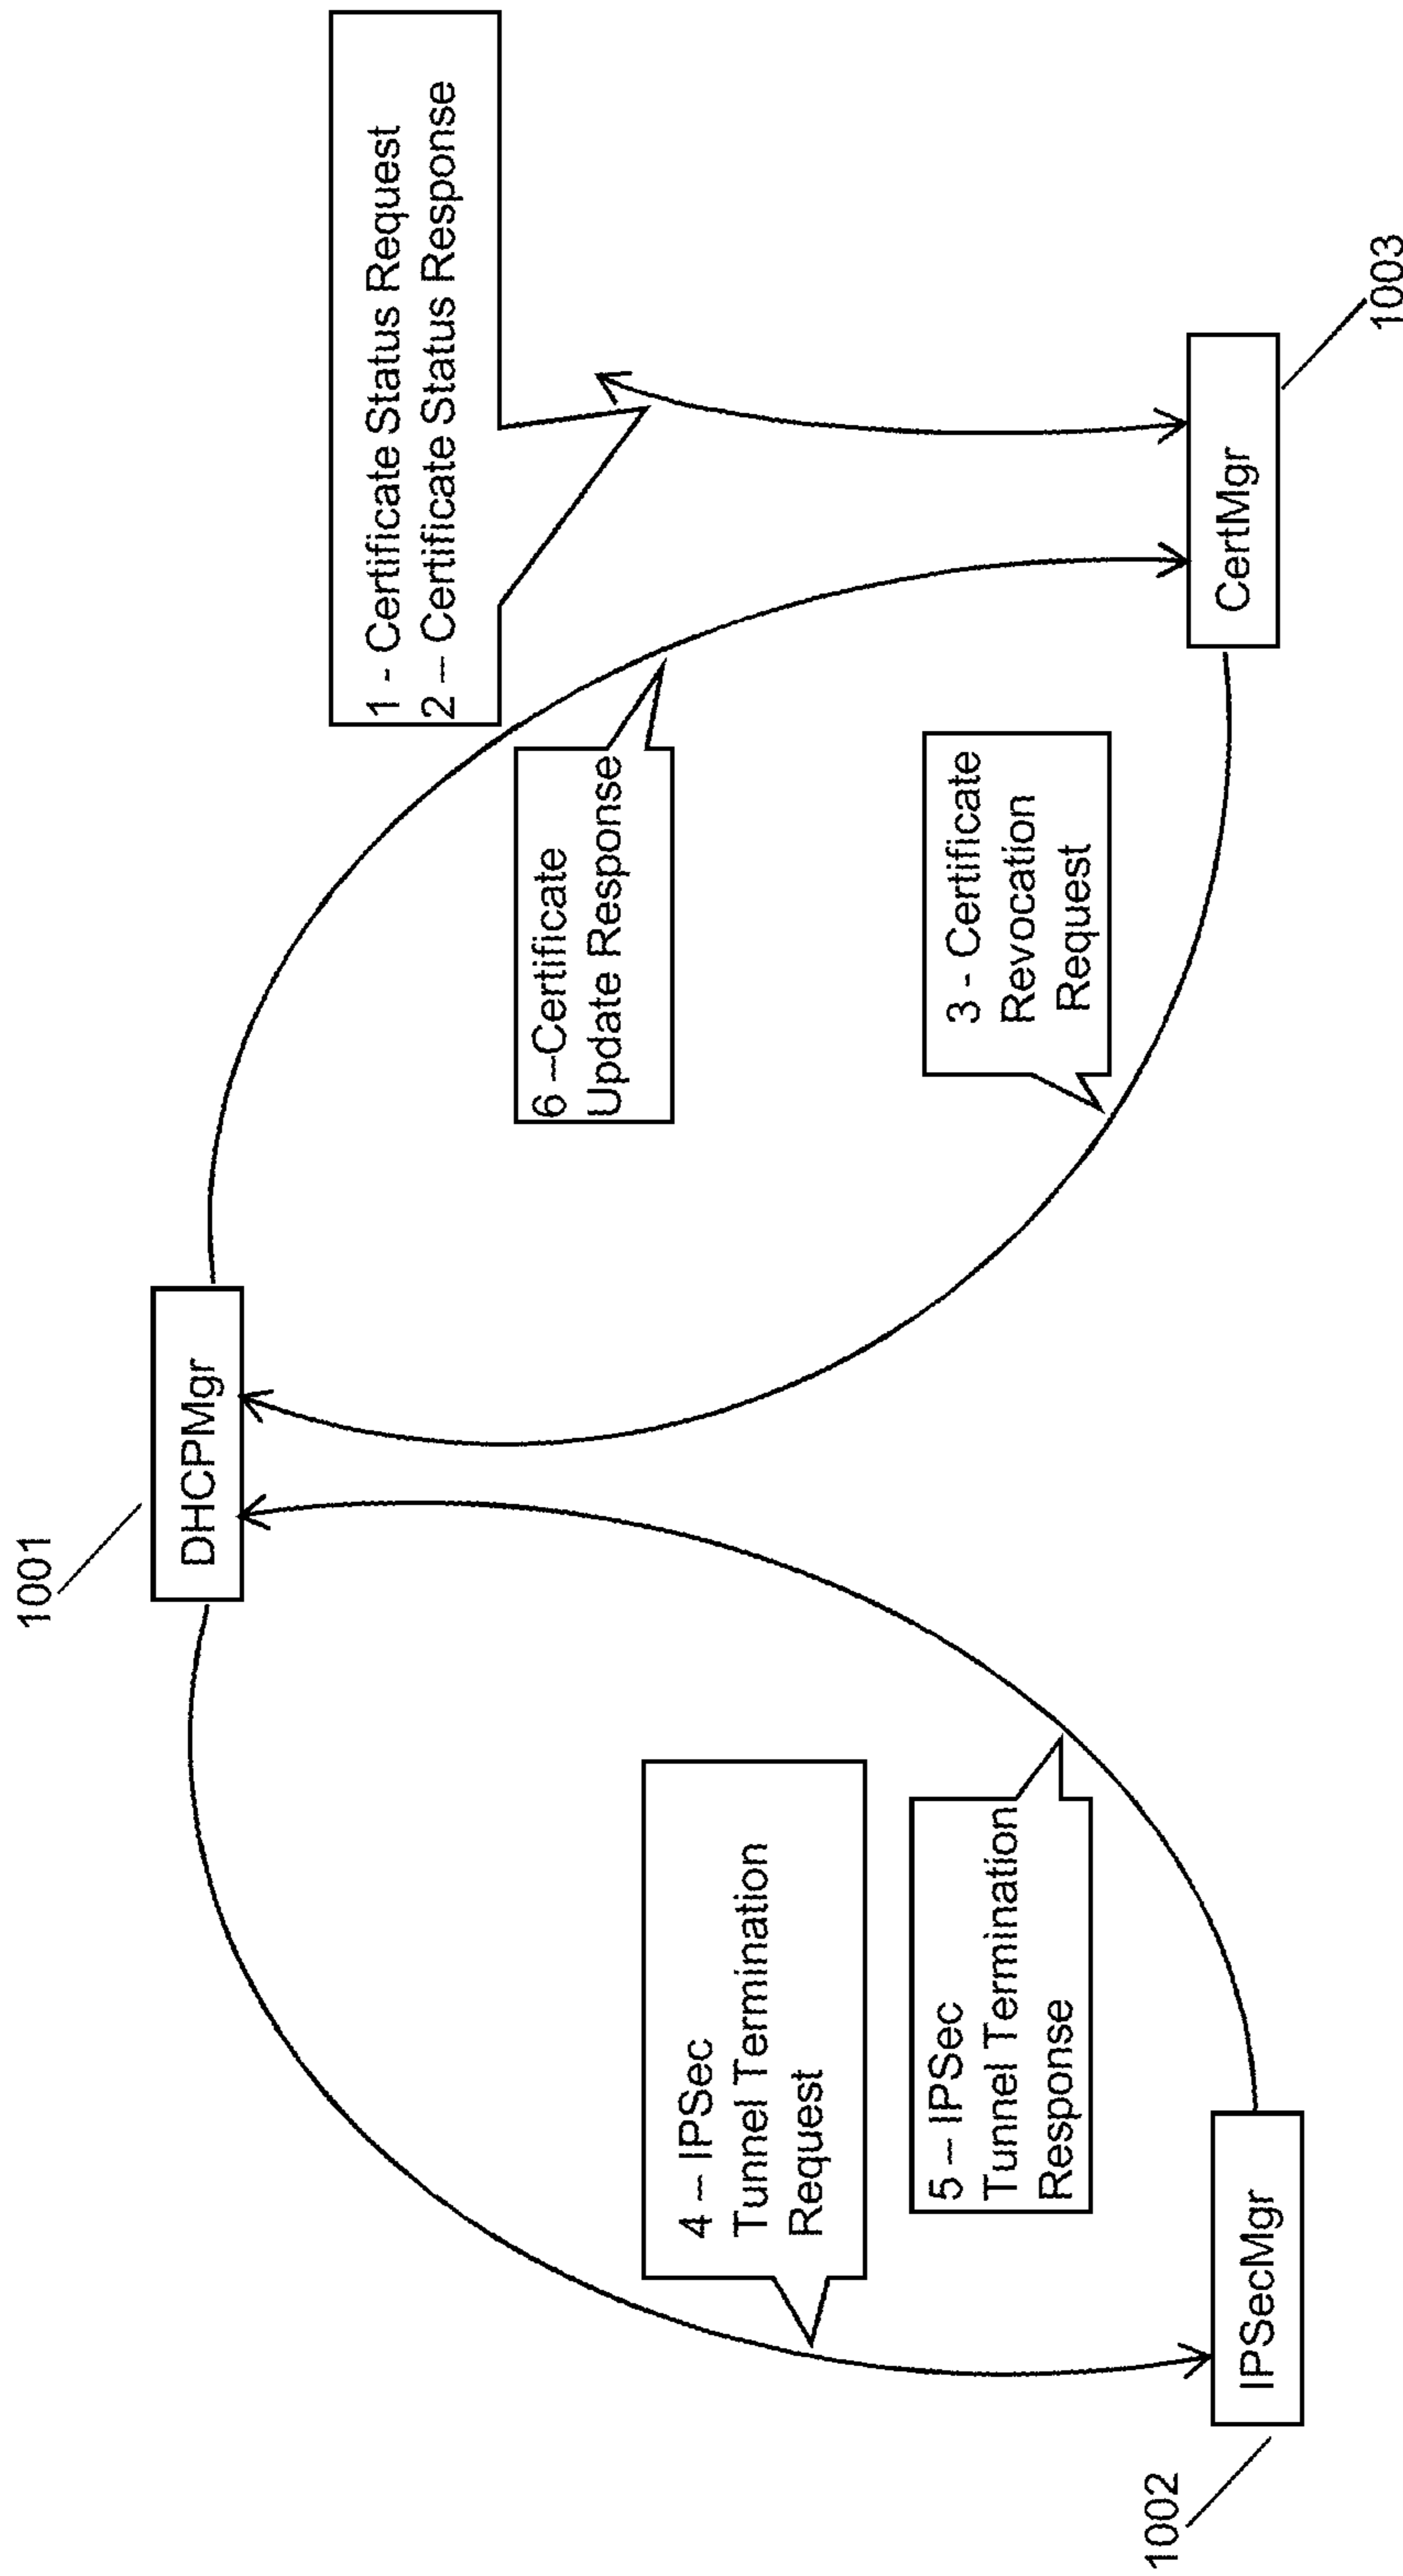 1001
DHCPMgr
1 - Certificate Status Request
2 – Certificate Status Response
6 –Certificate
Update Response
4 – IPSec
Tunnel Termination
Request
5 – IPSec
Tunnel Termination
Response
3 - Certificate
Revocation
Request
1002
IPSecMgr
CertMgr
1003